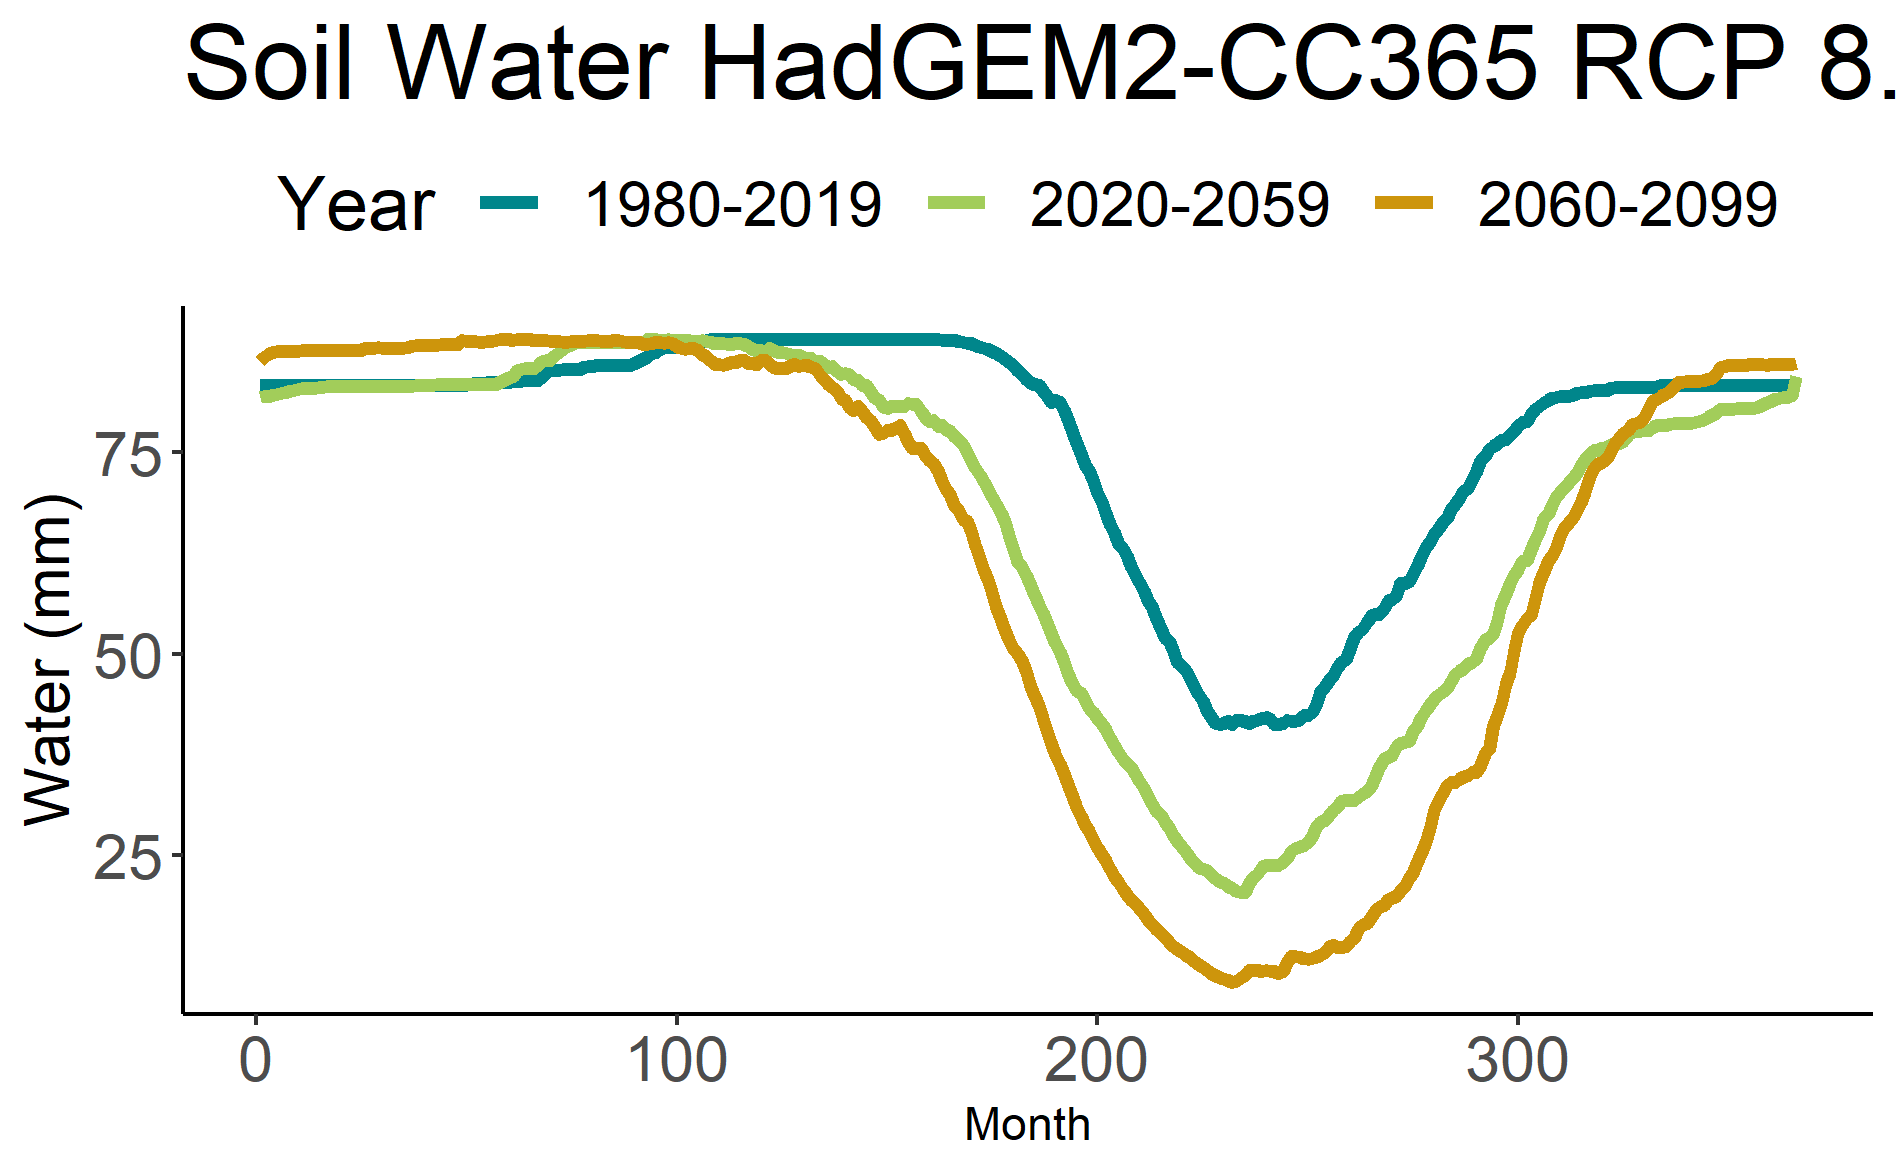 Soil Water HadGEM2-CC365 RCP 8.
Year 1980-2019 2020-2059 2060-2099
Water (mm)
75
50
25
0 100 200 300
Month